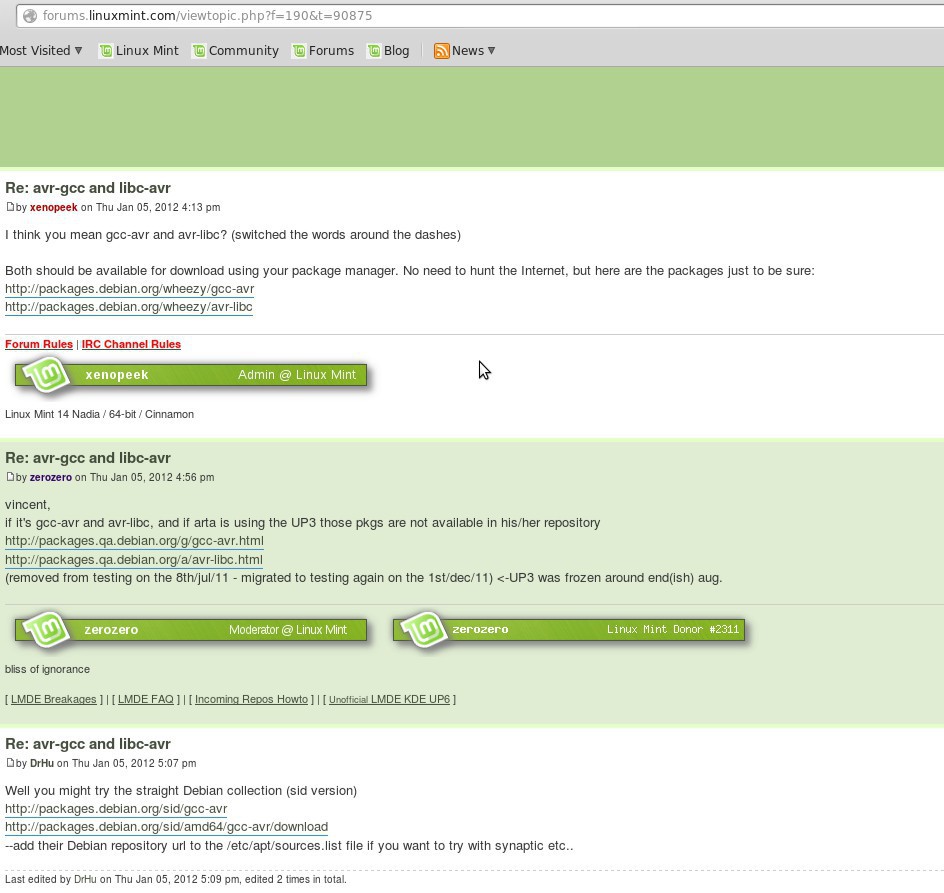 forums.linuxmint.com/viewtopic.php?f=190&t=90875
Most Visited Linux Mint Community Forums Blog News
Re: avr-gcc and libc-avr
by xenopeek on Thu Jan 05, 2012 4:13 pm
I think you mean gcc-avr and avr-libc? (switched the words around the dashes)
Both should be available for download using your package manager. No need to hunt the Internet, but here are the packages just to be sure:
http://packages.debian.org/wheezy/gcc-avr
http://packages.debian.org/wheezy/avr-libc
Forum Rules | IRC Channel Rules
xenopeek Admin @ Linux Mint
Linux Mint 14 Nadia / 64-bit / Cinnamon
Re: avr-gcc and libc-avr
by zerozero on Thu Jan 05, 2012 4:56 pm
vincent,
if it's gcc-avr and avr-libc, and if arta is using the UP3 those pkgs are not available in his/her repository
http://packages.qa.debian.org/g/gcc-avr.html
http://packages.qa.debian.org/a/avr-libc.html
(removed from testing on the 8th/jul/11 - migrated to testing again on the 1st/dec/11) <-UP3 was frozen around end(ish) aug.
zerozero Moderator @ Linux Mint zerozero Linux Mint Donor #2311
bliss of ignorance
[ LMDE Breakages ] | [ LMDE FAQ ] | [ Incoming Repos Howto ] | [ Unofficial LMDE KDE UP6 ]
Re: avr-gcc and libc-avr
by DrHu on Thu Jan 05, 2012 5:07 pm
Well you might try the straight Debian collection (sid version)
http://packages.debian.org/sid/gcc-avr
http://packages.debian.org/sid/amd64/gcc-avr/download
--add their Debian repository url to the /etc/apt/sources.list file if you want to try with synaptic etc..
Last edited by DrHu on Thu Jan 05, 2012 5:09 pm, edited 2 times in total.